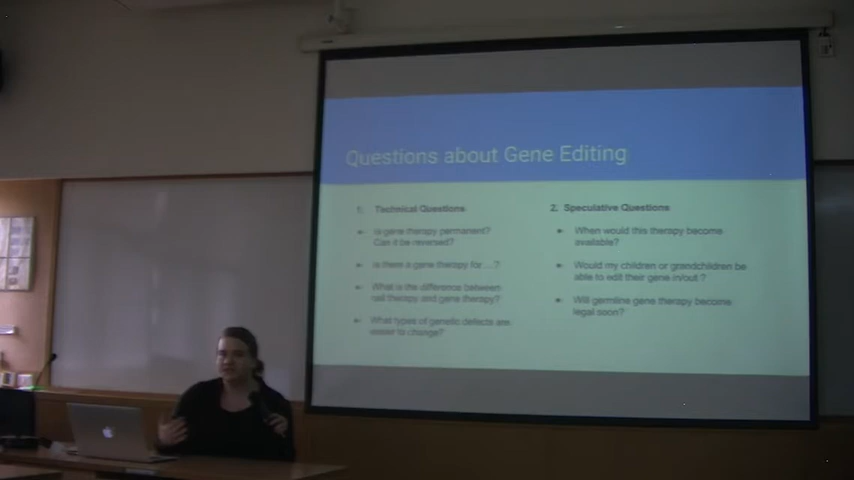 Questions about Gene Editing
1. Technical Questions
Is gene therapy permanent?
Can it be reversed?
Is there a gene therapy for ...?
What is the difference between
cell therapy and gene therapy?
What types of genetic defects are
easier to change?
2. Speculative Questions
When would this therapy become
available?
Would my children or grandchildren be
able to edit their gene in/out ?
Will germline gene therapy become
legal soon?